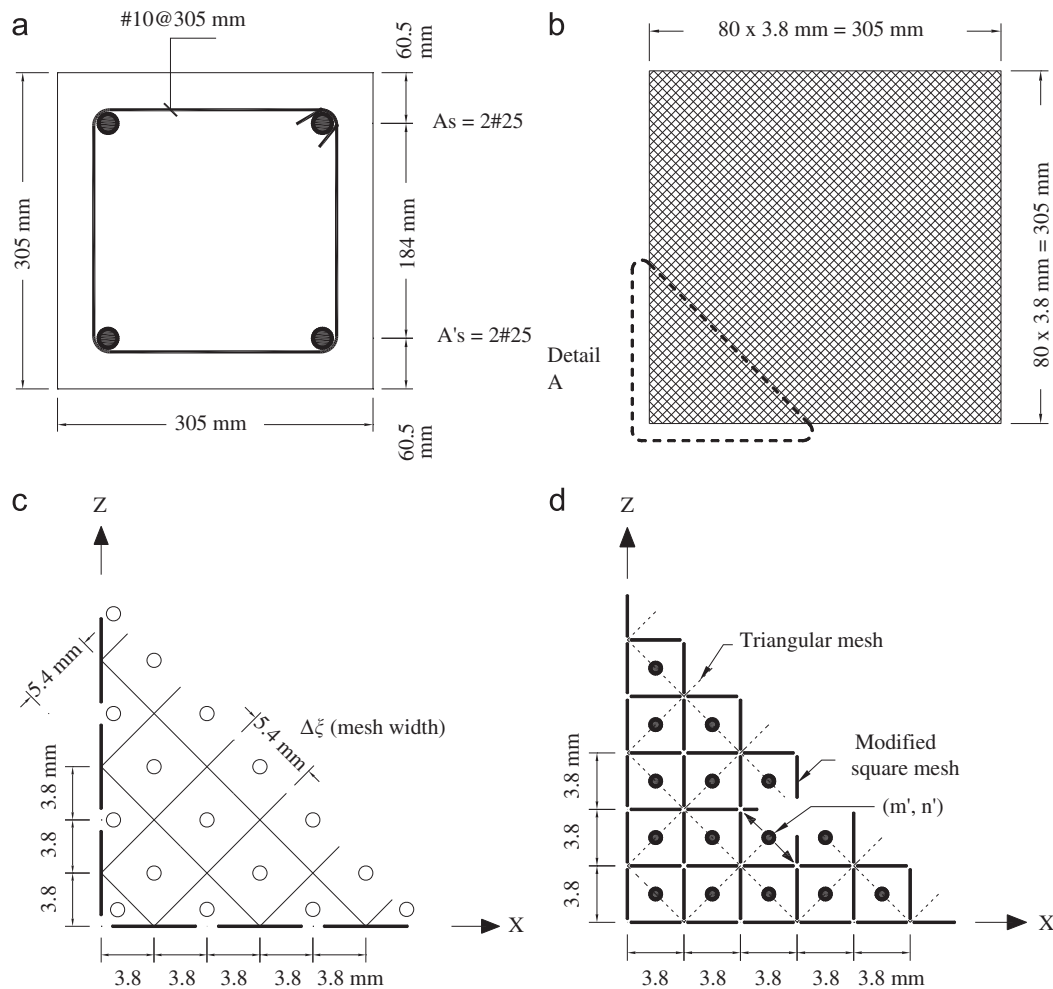 a
#10@305 mm
60.5
mm
As = 2#25
305 mm
184 mm
A's = 2#25
305 mm
60.5
mm
b
80 x 3.8 mm = 305 mm
80 x 3.8 mm = 305 mm
Detail
A
c
Z
5.4 mm
5.4 mm
Δξ (mesh width)
3.8 mm
3.8
3.8
X
3.8 3.8 3.8 3.8 3.8 mm
d
Z
Triangular mesh
Modified
square mesh
(m', n')
3.8 mm
3.8
3.8
X
3.8 3.8 3.8 3.8 3.8 mm